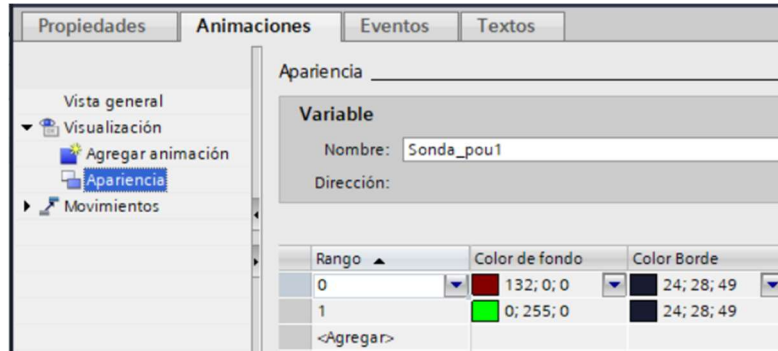 Propiedades Animaciones Eventos Textos
Apariencia
Vista general
Visualización
Agregar animación
Apariencia
Movimientos
Variable
Nombre: Sonda_pou1
Dirección:
Rango Color de fondo Color Borde
0 132; 0; 0 24; 28; 49
1 0; 255; 0 24; 28; 49
<Agregar>